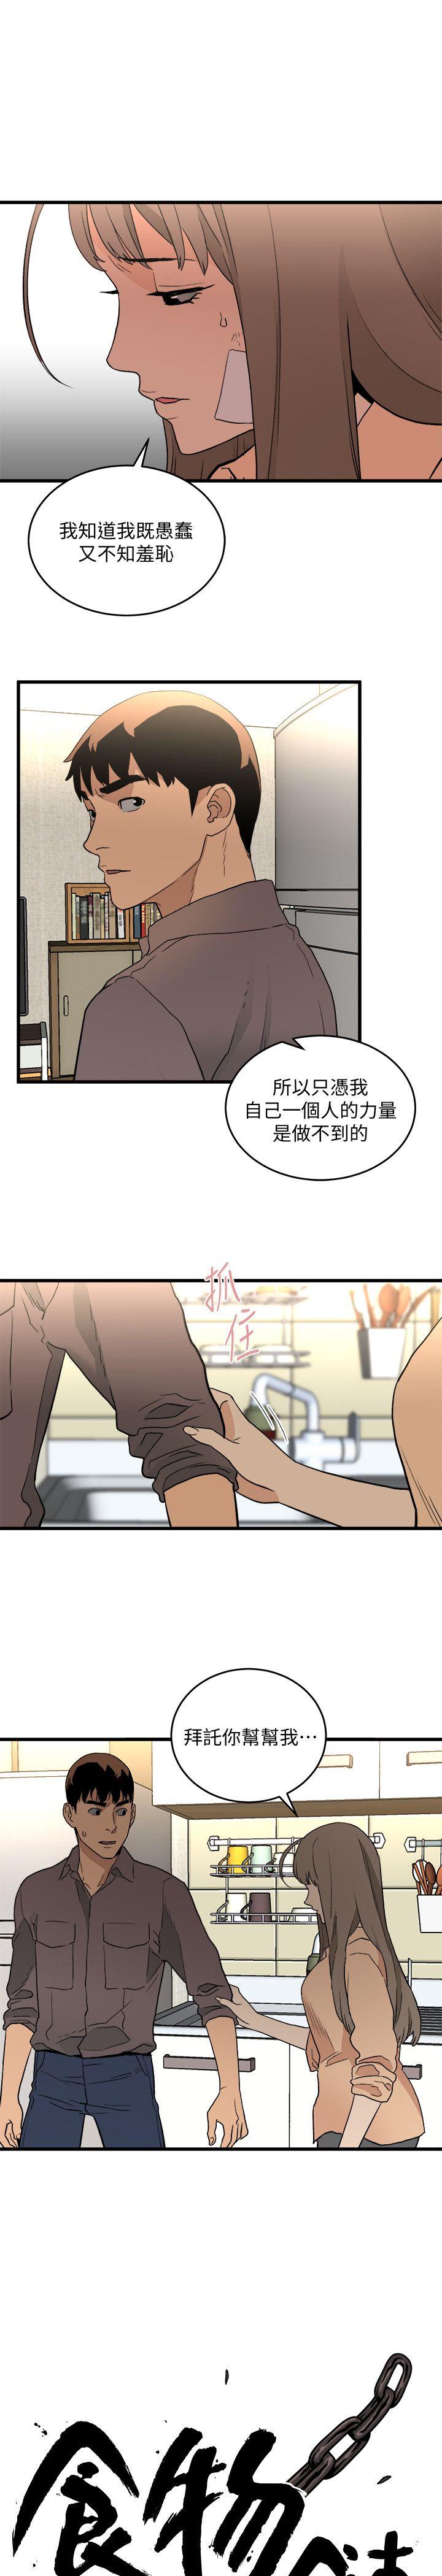 我知道我既愚蠢
又不知羞恥
所以只憑我
自己一個人的力量
是做不到的
抓住
拜託你幫幫我⋯
食物